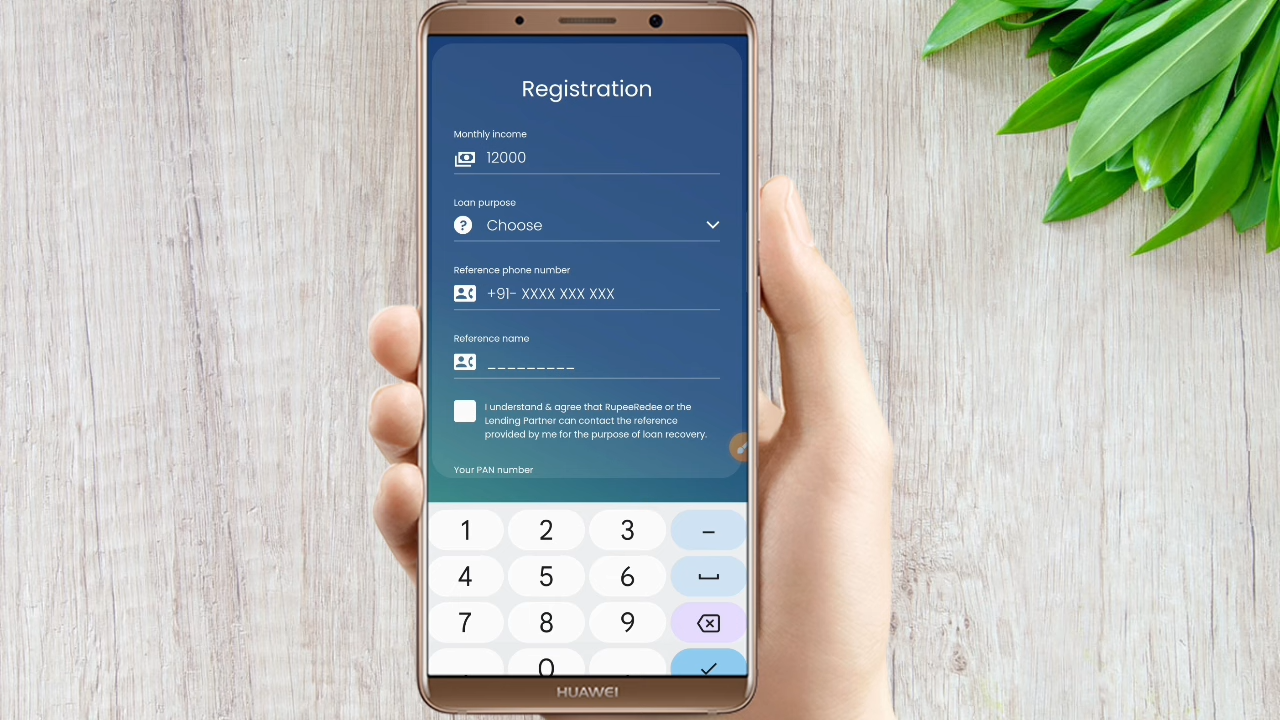 Registration
Monthly income
12000
Loan purpose
? Choose
Reference phone number
+91- XXXX XXX XXX
Reference name
_________
I understand & agree that RupeeRedee or the
Lending Partner can contact the reference
provided by me for the purpose of loan recovery.
Your PAN number
1 2 3 –
4 5 6
7 8 9
0
HUAWEI